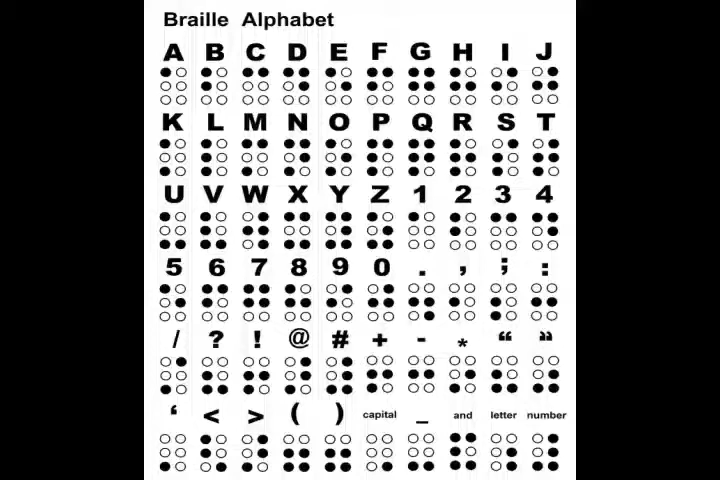 Braille Alphabet
A B C D E F G H I J
K L M N O P Q R S T
U V W X Y Z 1 2 3 4
5 6 7 8 9 0 . , ; :
/ ? ! @ # + - * “ ”
‘ < > ( ) capital _ and letter number